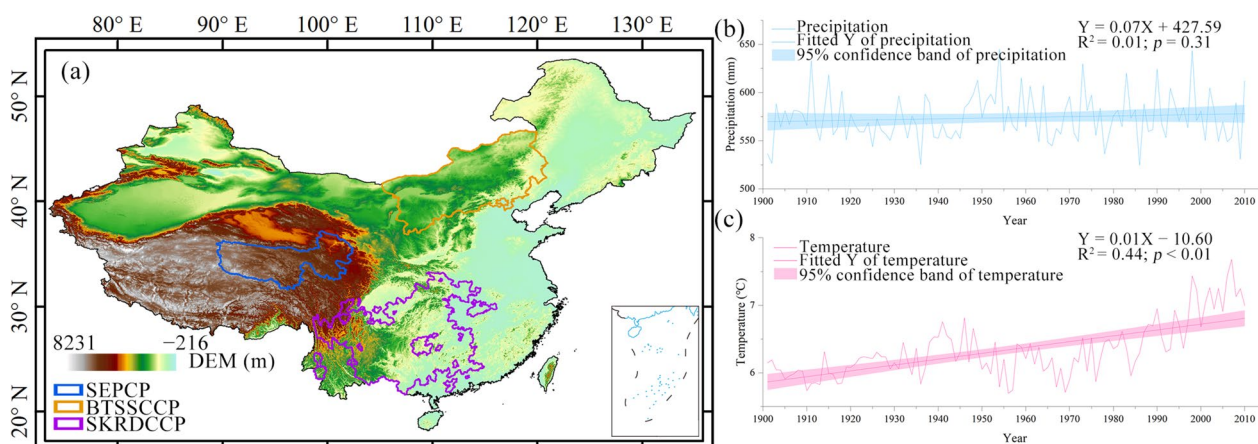 80° E 90° E 100° E 110° E 120° E 130° E
(a)
50° N
40° N
30° N
20° N
8231 −216
DEM (m)
SEPCP
BTSSCCP
SKRDCCP
(b)
Precipitation
Fitted Y of precipitation
95% confidence band of precipitation
Y = 0.07X + 427.59
R² = 0.01; p = 0.31
Precipitation (mm)
650
600
550
500
1900 1910 1920 1930 1940 1950 1960 1970 1980 1990 2000 2010
Year
(c)
Temperature
Fitted Y of temperature
95% confidence band of temperature
Y = 0.01X − 10.60
R² = 0.44; p < 0.01
Temperature (℃)
8
7
6
1900 1910 1920 1930 1940 1950 1960 1970 1980 1990 2000 2010
Year